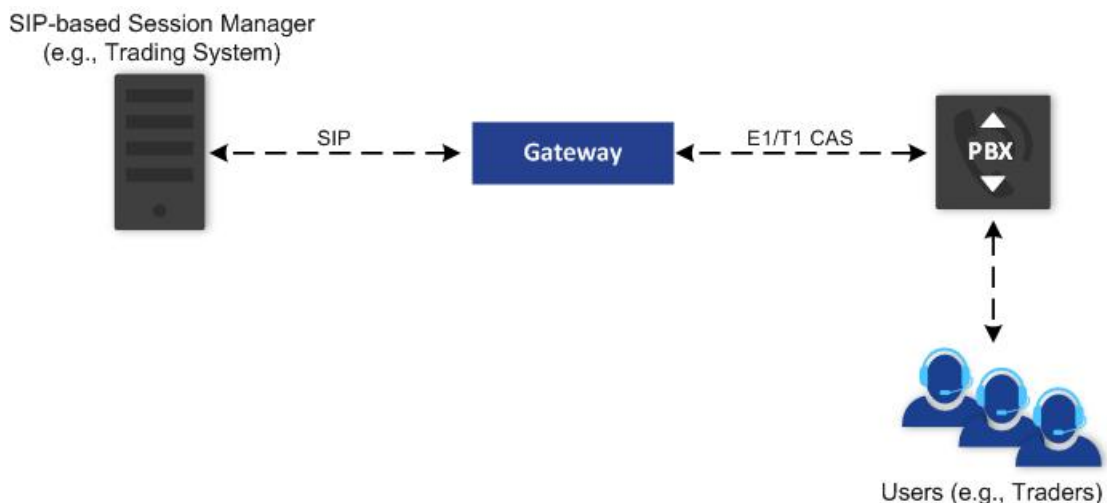 SIP-based Session Manager
(e.g., Trading System)
SIP
Gateway
E1/T1 CAS
PBX
Users (e.g., Traders)